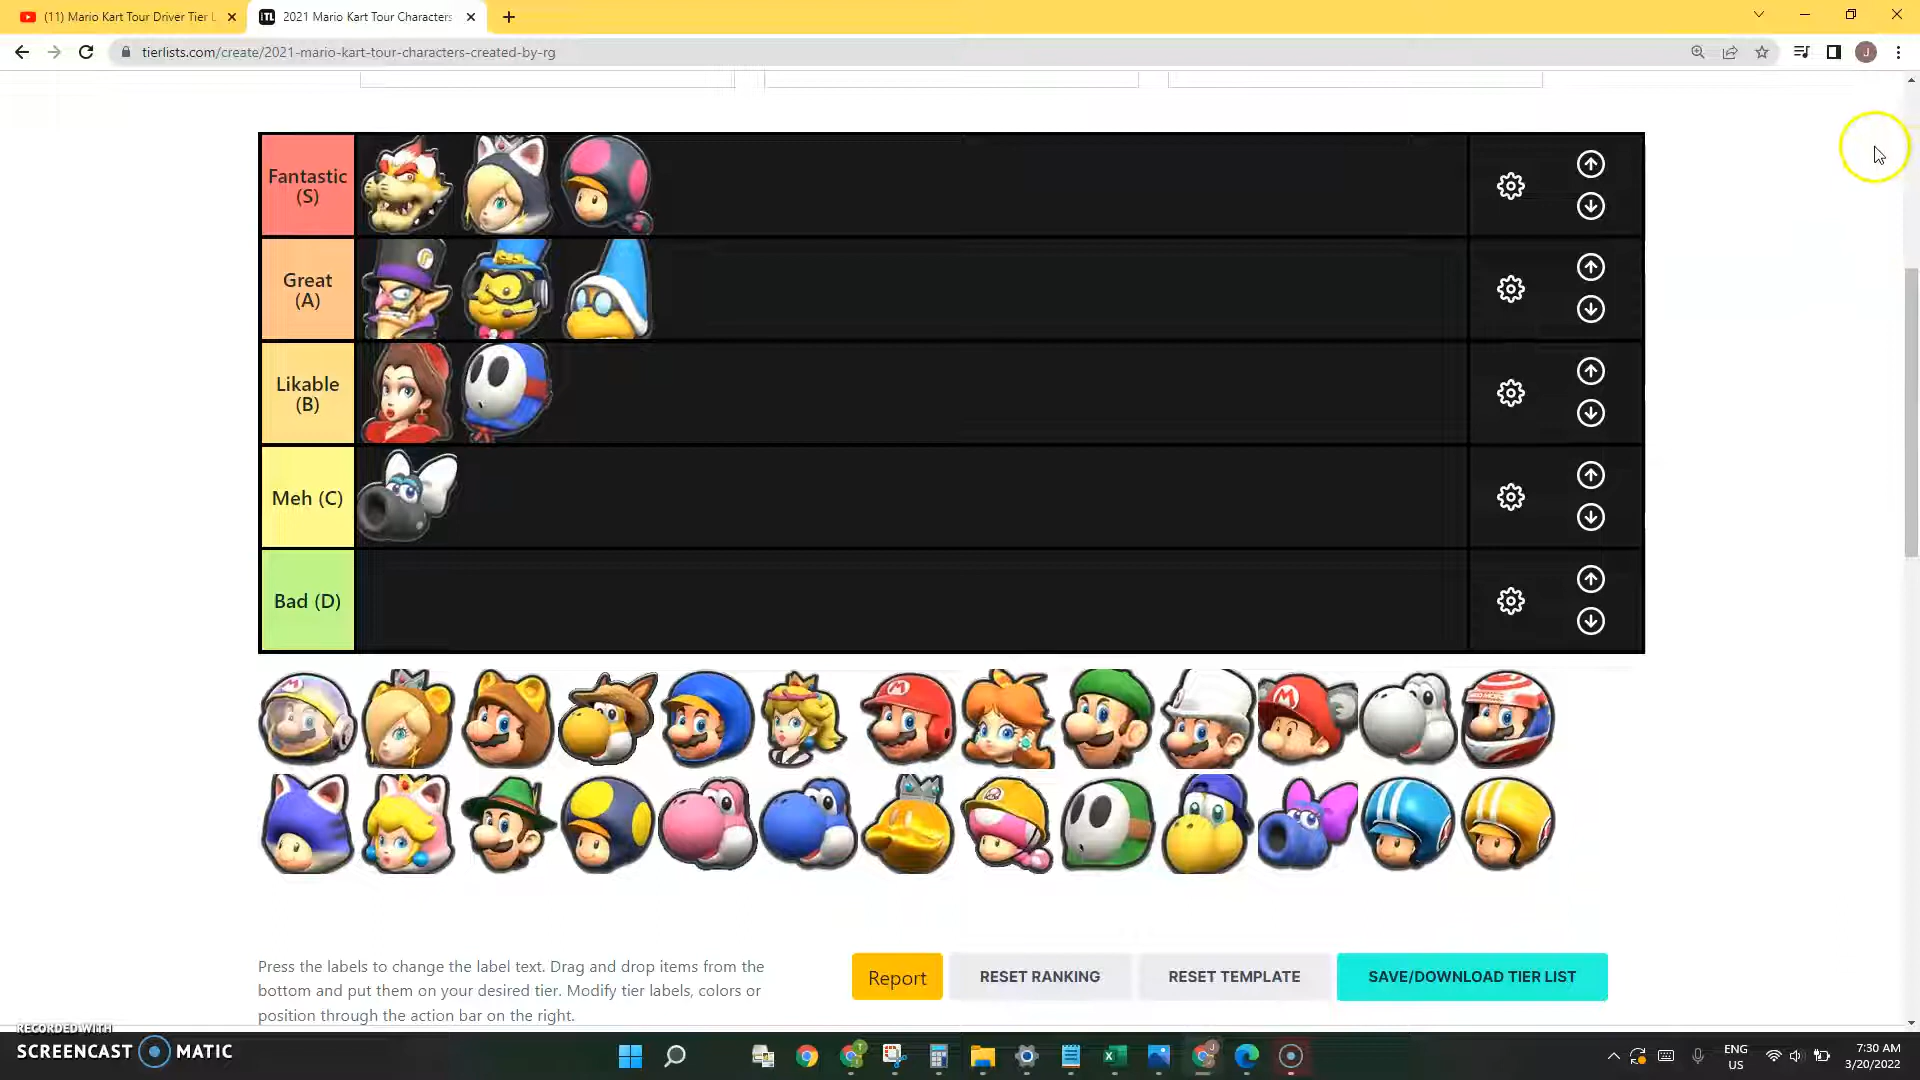 (11) Mario Kart Tour Driver Tier L
2021 Mario Kart Tour Characters
tierlists.com/create/2021-mario-kart-tour-characters-created-by-rg
J
Fantastic
(S)
Great
(A)
Likable
(B)
Meh (C)
Bad (D)
Press the labels to change the label text. Drag and drop items from the
bottom and put them on your desired tier. Modify tier labels, colors or
position through the action bar on the right.
Report
RESET RANKING
RESET TEMPLATE
SAVE/DOWNLOAD TIER LIST
RECORDED WITH
SCREENCAST MATIC
ENG
US
7:30 AM
3/20/2022